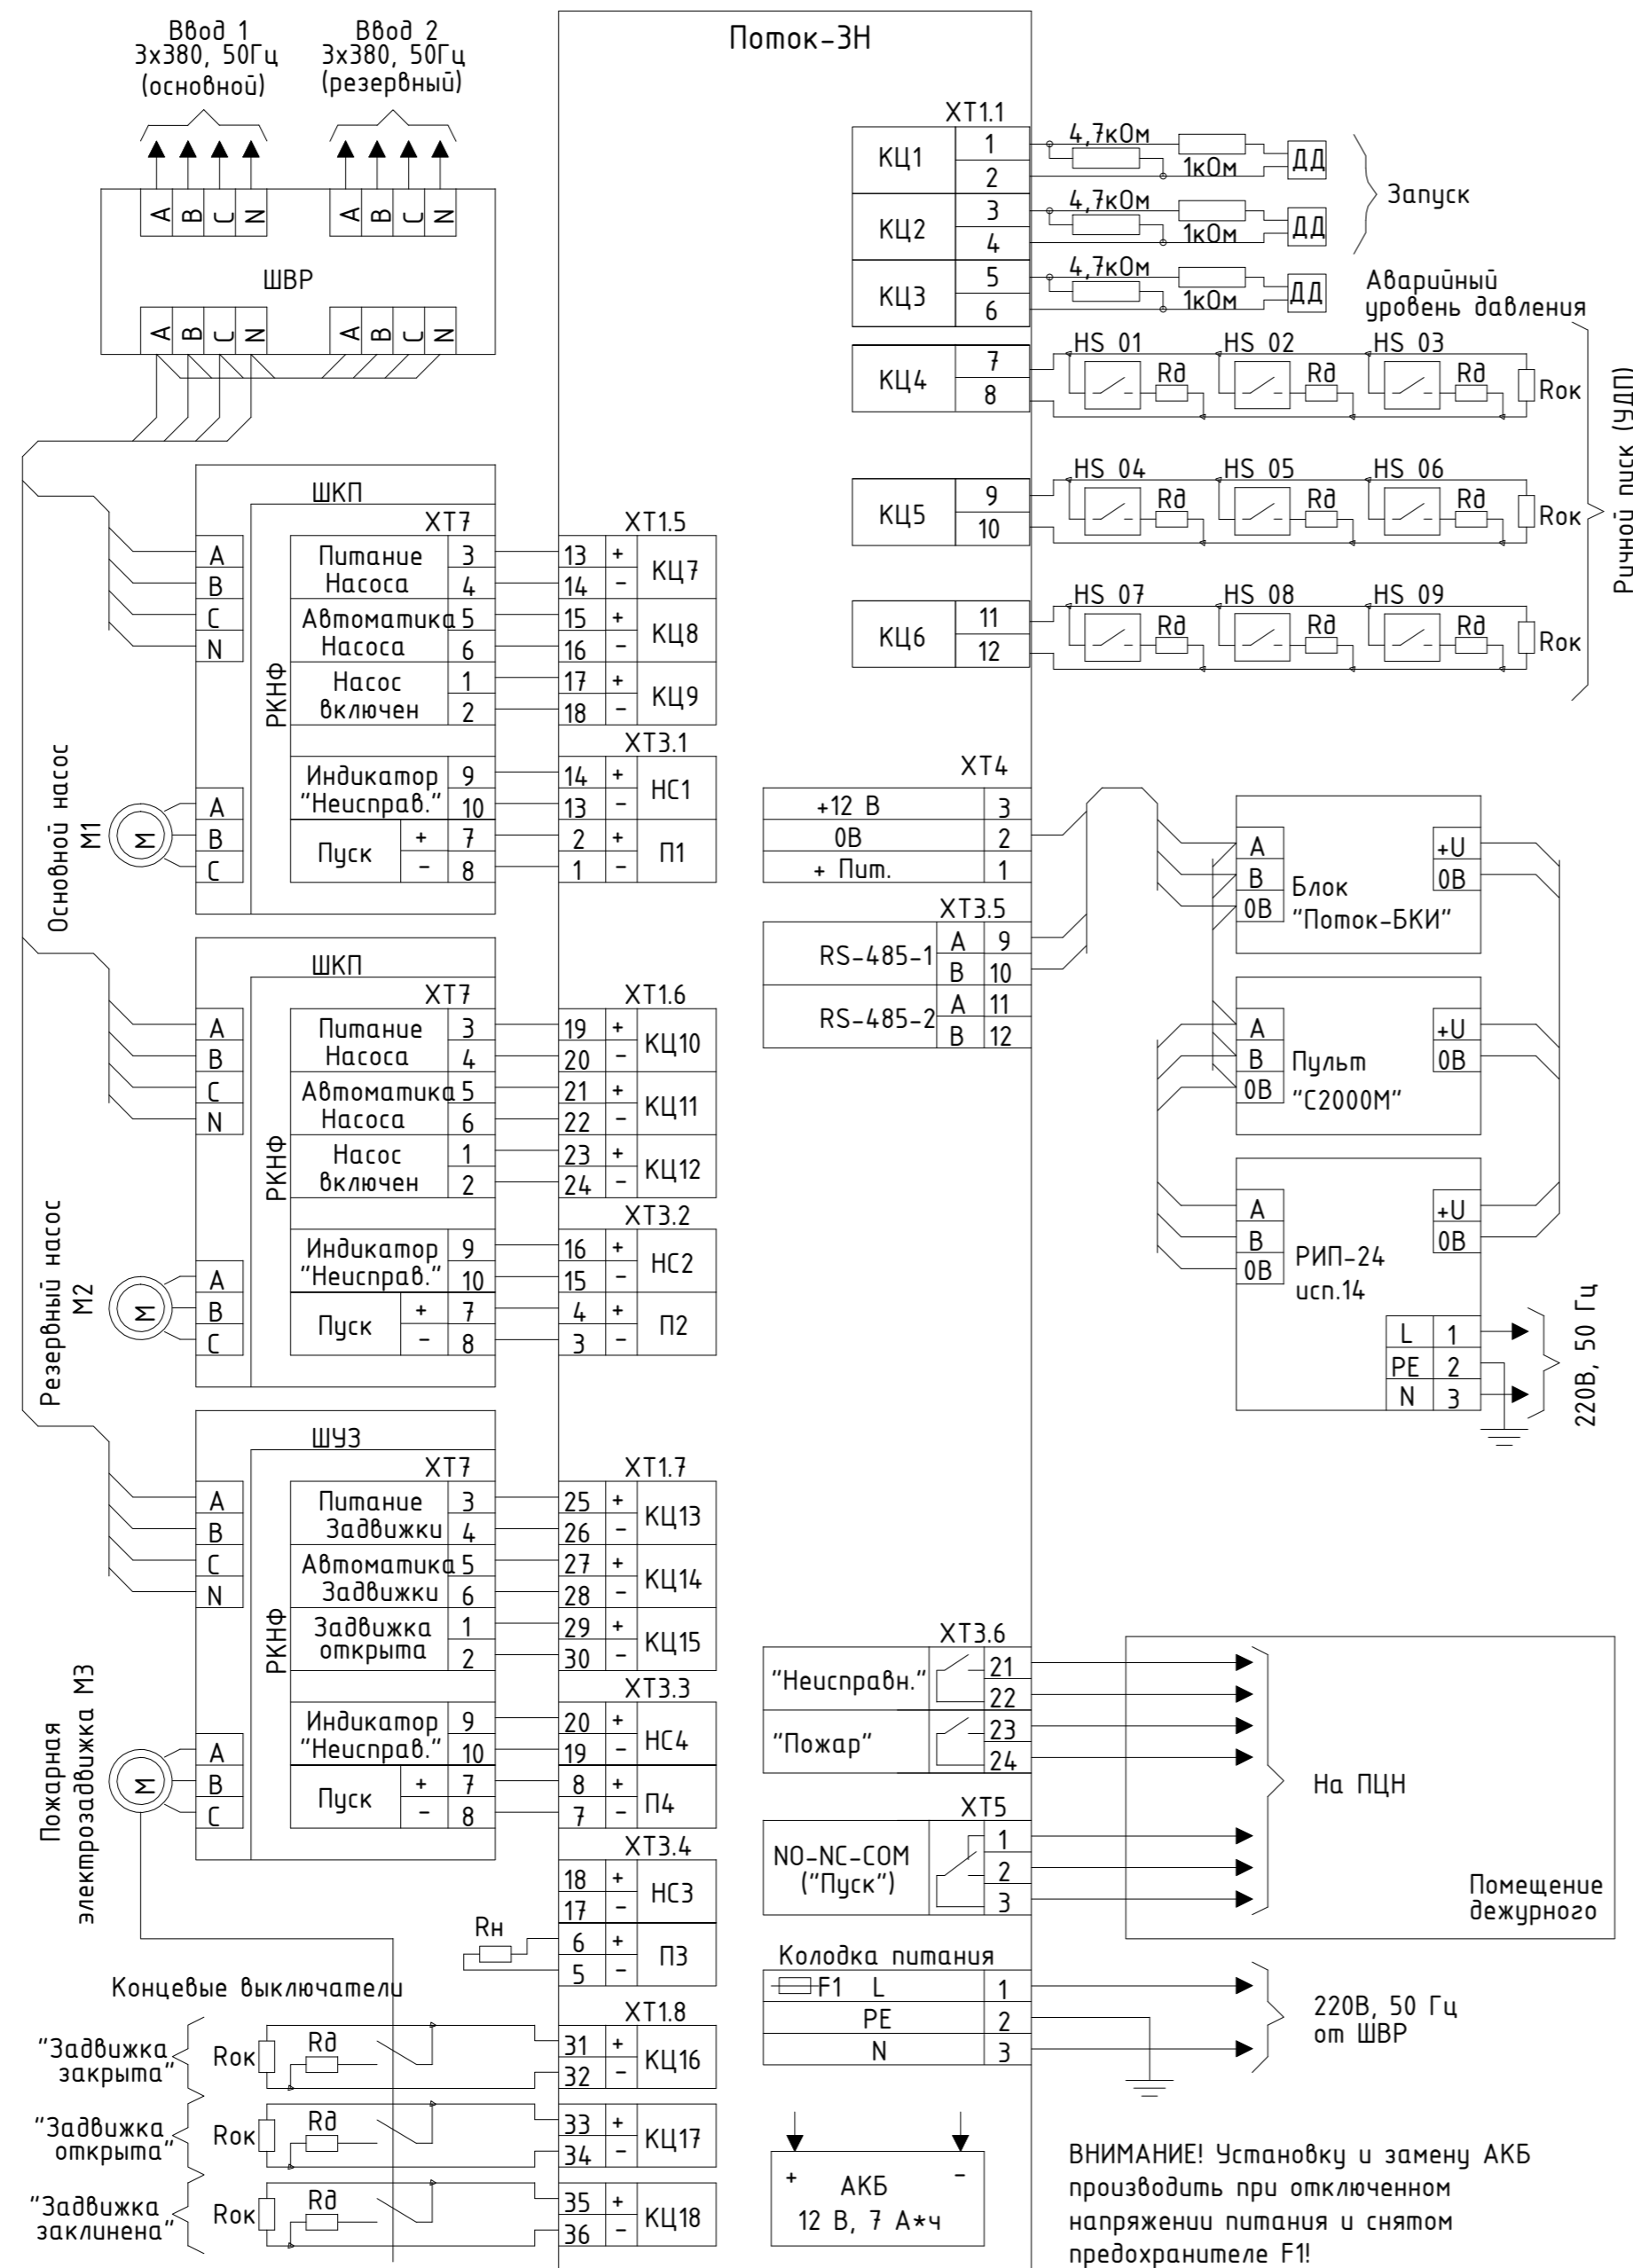 Поток-3Н
Ввод 1
3х380, 50Гц
(основной)
Ввод 2
3х380, 50Гц
(резервный)
A B C N
A B C N
ШВР
A B C N
A B C N
ШКП
XT7
РКНФ
A
B
C
N
Питание
Насоса
3
4
Автоматика
Насоса
5
6
Насос
включен
1
2
Индикатор
"Неисправ."
9
10
Пуск
+ 7
- 8
Основной насос
М1
М
A
B
C
XT1.5
13 +
14 -
КЦ7
15 +
16 -
КЦ8
17 +
18 -
КЦ9
XT3.1
14 +
13 -
НС1
2 +
1 -
П1
ШКП
XT7
РКНФ
A
B
C
N
Питание
Насоса
3
4
Автоматика
Насоса
5
6
Насос
включен
1
2
Индикатор
"Неисправ."
9
10
Пуск
+ 7
- 8
Резервный насос
М2
М
A
B
C
XT1.6
19 +
20 -
КЦ10
21 +
22 -
КЦ11
23 +
24 -
КЦ12
XT3.2
16 +
15 -
НС2
4 +
3 -
П2
ШУЗ
XT7
РКНФ
A
B
C
N
Питание
Задвижки
3
4
Автоматика
Задвижки
5
6
Задвижка
открыта
1
2
Индикатор
"Неисправ."
9
10
Пуск
+ 7
- 8
Пожарная
электрозадвижка М3
М
A
B
C
XT1.7
25 +
26 -
КЦ13
27 +
28 -
КЦ14
29 +
30 -
КЦ15
XT3.3
20 +
19 -
НС4
8 +
7 -
П4
XT3.4
18 +
17 -
НС3
Rн
6 +
5 -
П3
Концевые выключатели
XT1.8
"Задвижка
закрыта"
Rок
Rд
31 +
32 -
КЦ16
"Задвижка
открыта"
Rок
Rд
33 +
34 -
КЦ17
"Задвижка
заклинена"
Rок
Rд
35 +
36 -
КЦ18
XT1.1
КЦ1
1
2
4,7кОм
1кОм
ДД
КЦ2
3
4
4,7кОм
1кОм
ДД
Запуск
КЦ3
5
6
4,7кОм
1кОм
ДД
Аварийный
уровень давления
КЦ4
7
8
HS 01 HS 02 HS 03
Rд Rд Rд Rок
КЦ5
9
10
HS 04 HS 05 HS 06
Rд Rд Rд Rок
КЦ6
11
12
HS 07 HS 08 HS 09
Rд Rд Rд Rок
Ручной пуск (УДП)
XT4
+12 В 3
0В 2
+ Пит. 1
XT3.5
RS-485-1
A 9
B 10
RS-485-2
A 11
B 12
A
B
0В
Блок
"Поток-БКИ"
+U
0В
A
B
0В
Пульт
"С2000М"
+U
0В
A
B
0В
РИП-24
исп.14
+U
0В
L 1
PE 2
N 3
220В, 50 Гц
XT3.6
"Неисправн."
21
22
"Пожар"
23
24
XT5
NO-NC-COM
("Пуск")
1
2
3
На ПЦН
Помещение
дежурного
Колодка питания
F1 L 1
PE 2
N 3
220В, 50 Гц
от ШВР
+ -
АКБ
12 В, 7 А*ч
ВНИМАНИЕ! Установку и замену АКБ
производить при отключенном
напряжении питания и снятом
предохранителе F1!